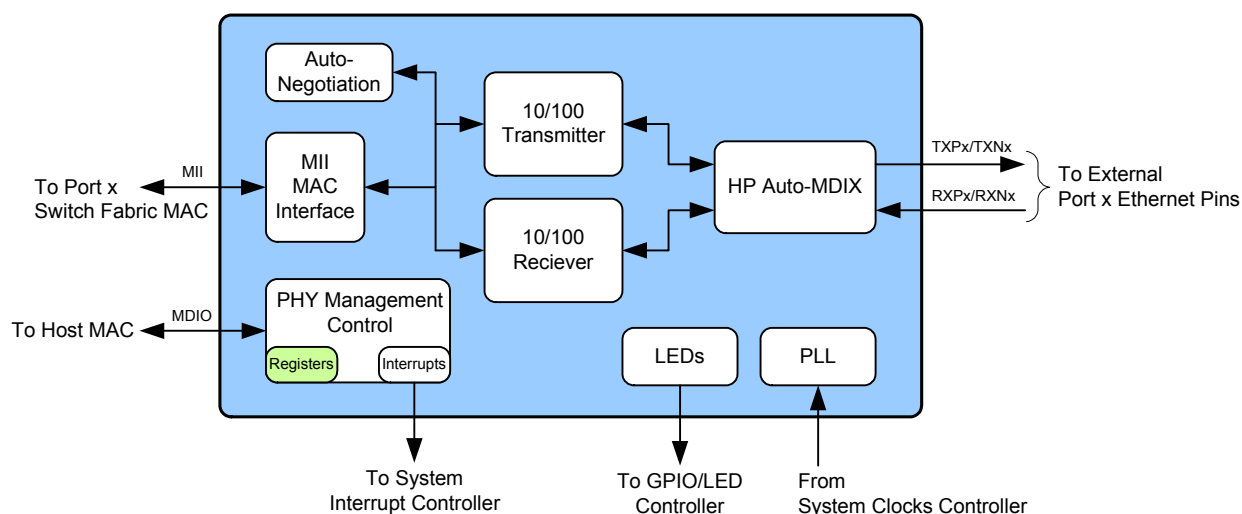 Auto-
Negotiation
10/100
Transmitter
MII
MAC
Interface
MII
To Port x
Switch Fabric MAC
HP Auto-MDIX
TXPx/TXNx
RXPx/RXNx
To External
Port x Ethernet Pins
10/100
Reciever
PHY Management
Control
Registers
Interrupts
MDIO
To Host MAC
LEDs
PLL
To System
Interrupt Controller
To GPIO/LED
Controller
From
System Clocks Controller